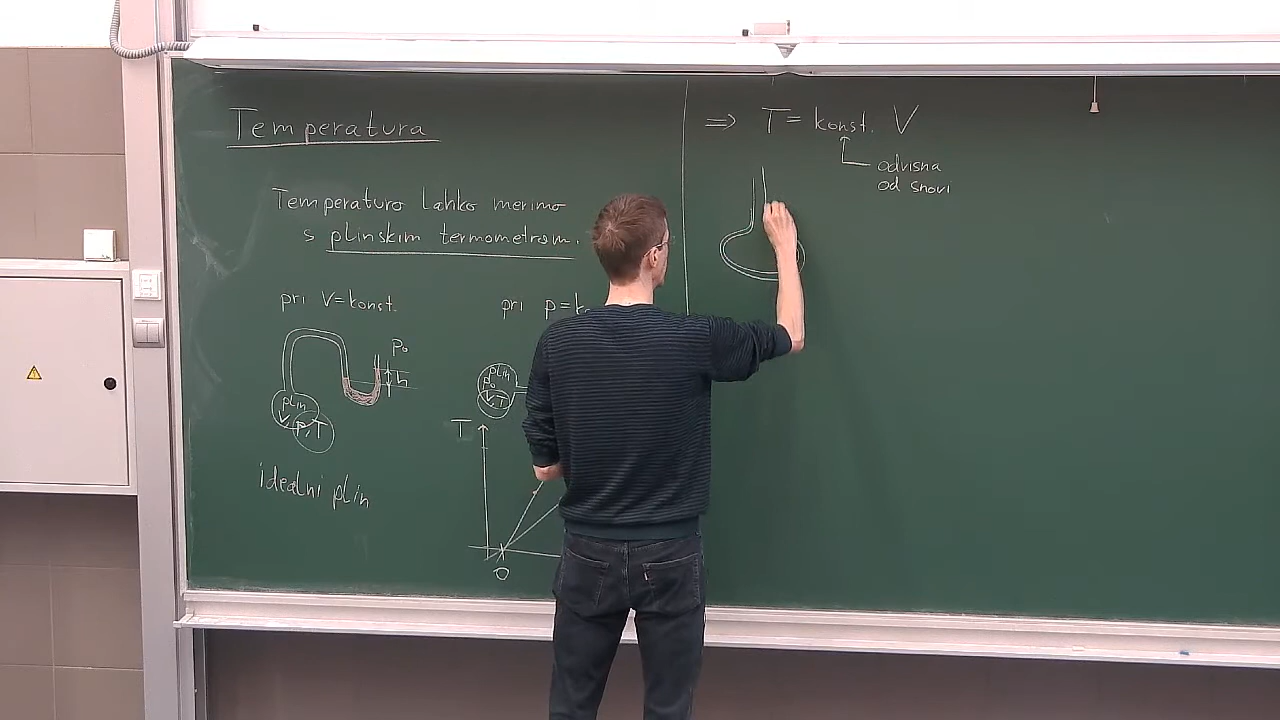 Temperatura
Temperaturo lahko merimo
s plinskim termometrom.
pri V=konst.
pri p=k
p₀
h
plin
V, p, T
idealni plin
plin
p₀
V, T
T
0
⇒ T = konst. V
odvisna
od snovi